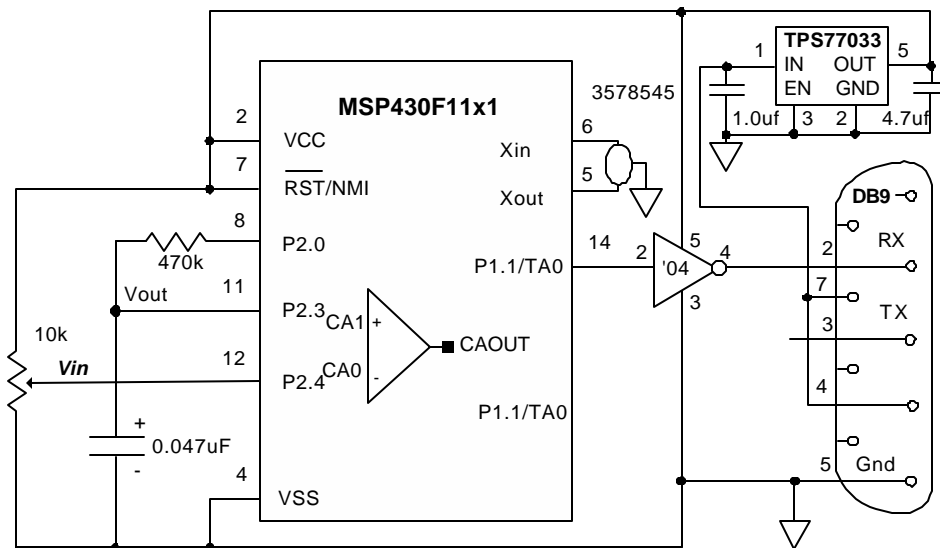 TPS77033
1
5
IN
OUT
EN
GND
1.0uf
3
2
4.7uf
MSP430F11x1
3578545
2
VCC
6
Xin
7
RST/NMI
5
Xout
DB9
8
P2.0
470k
14
P1.1/TA0
2
'04
5
4
3
2
RX
7
11
Vout
P2.3
CA1
+
TX
3
10k
CAOUT
12
Vin
P2.4
CA0
-
4
P1.1/TA0
+
0.047uF
-
4
VSS
5
Gnd